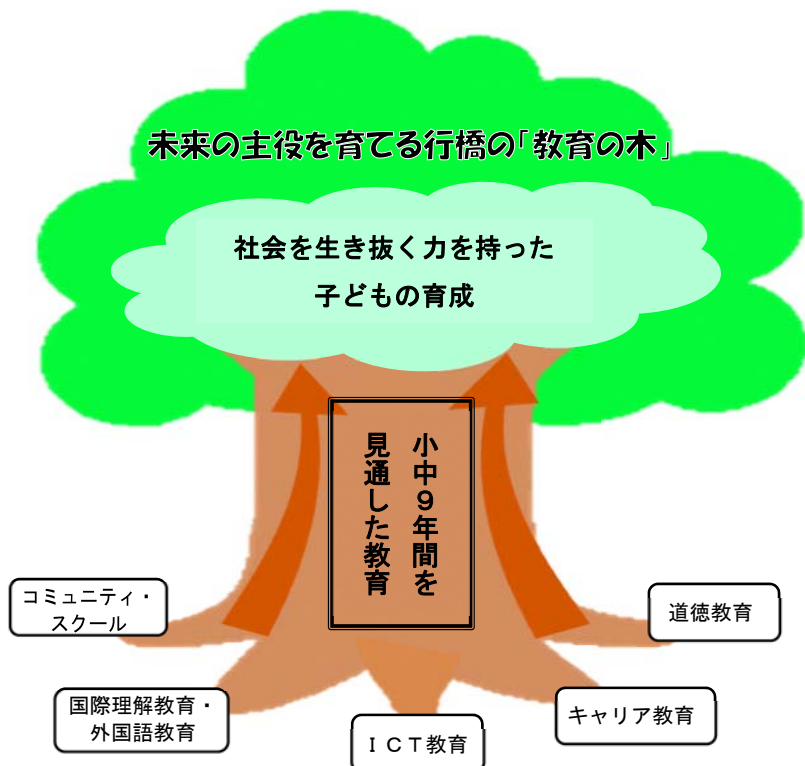 未来の主役を育てる行橋の「教育の木」
社会を生き抜く力を持った
子どもの育成
小中９年間を
見通した教育
コミュニティ・
スクール
国際理解教育・
外国語教育
ＩＣＴ教育
キャリア教育
道徳教育